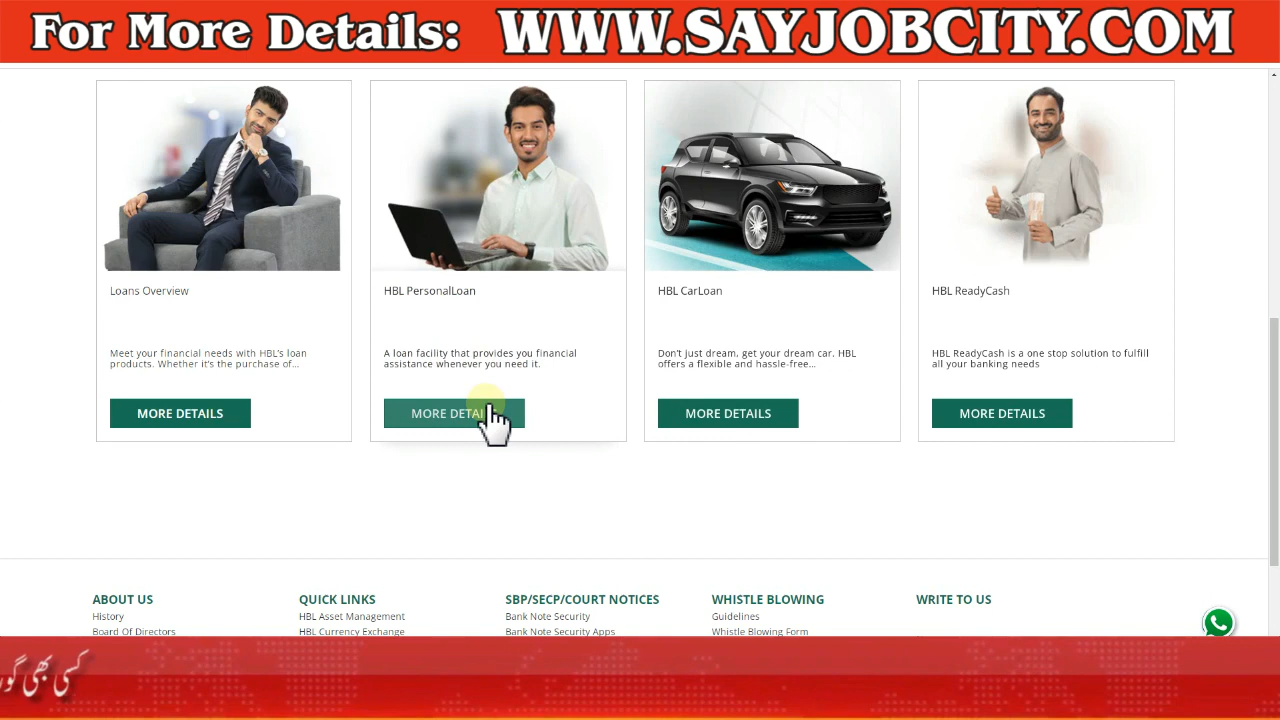 For More Details: WWW.SAYJOBCITY.COM
Loans Overview
Meet your financial needs with HBL's loan
products. Whether it's the purchase of...
MORE DETAILS
HBL PersonalLoan
A loan facility that provides you financial
assistance whenever you need it.
MORE DETAILS
HBL CarLoan
Don't just dream, get your dream car. HBL
offers a flexible and hassle-free...
MORE DETAILS
HBL ReadyCash
HBL ReadyCash is a one stop solution to fulfill
all your banking needs
MORE DETAILS
ABOUT US
History
Board Of Directors
QUICK LINKS
HBL Asset Management
HBL Currency Exchange
SBP/SECP/COURT NOTICES
Bank Note Security
Bank Note Security Apps
WHISTLE BLOWING
Guidelines
Whistle Blowing Form
WRITE TO US
کسی بھی